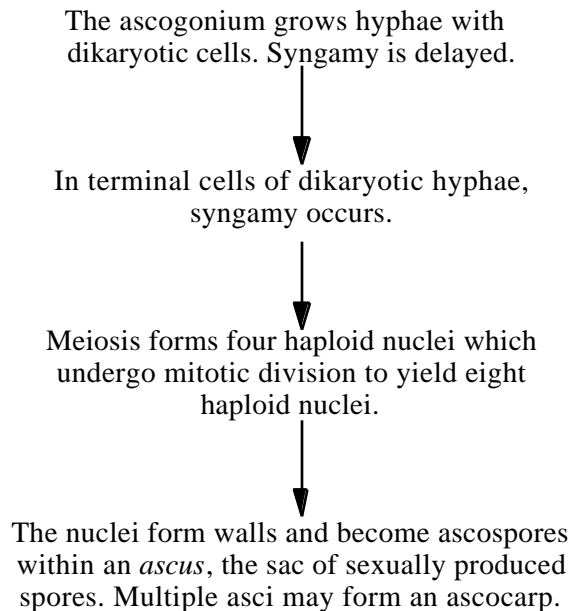 The ascogonium grows hyphae with
dikaryotic cells. Syngamy is delayed.
In terminal cells of dikaryotic hyphae,
syngamy occurs.
Meiosis forms four haploid nuclei which
undergo mitotic division to yield eight
haploid nuclei.
The nuclei form walls and become ascospores
within an ascus, the sac of sexually produced
spores. Multiple asci may form an ascocarp.